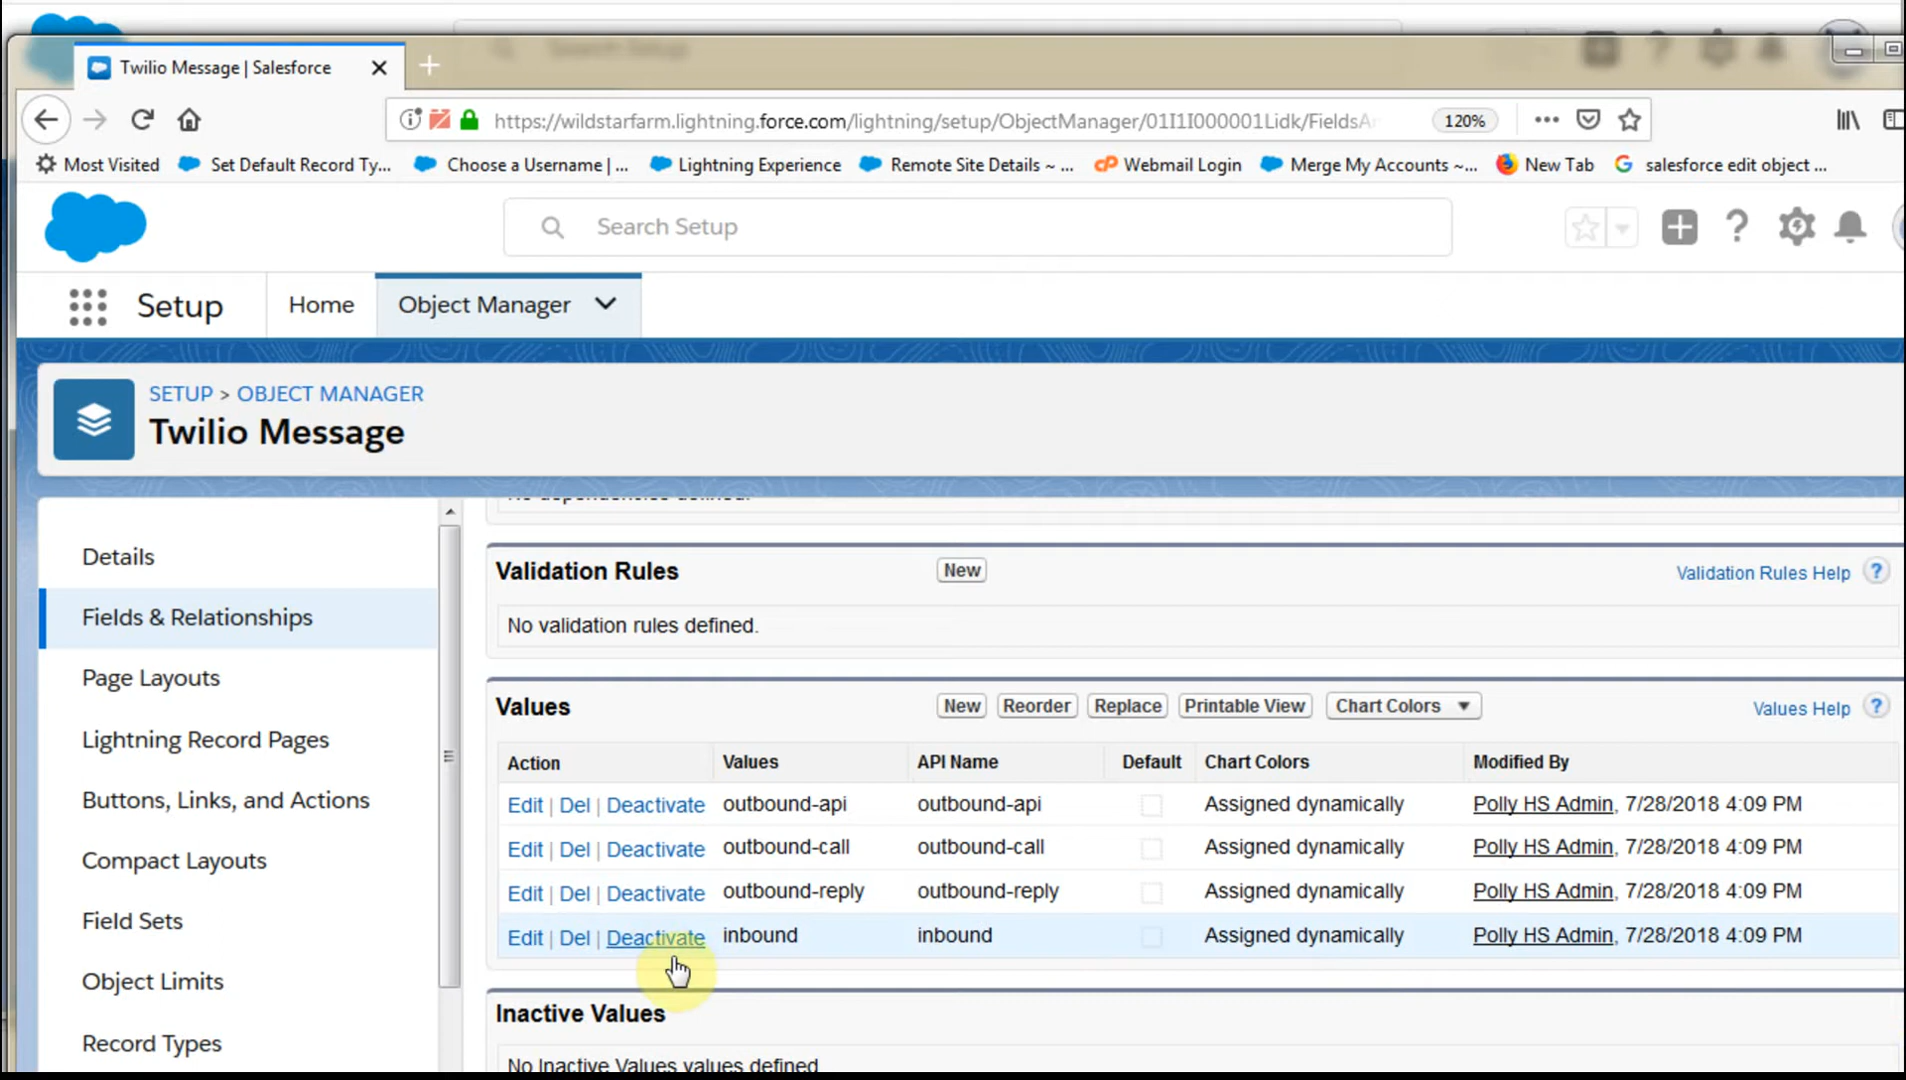 Search Setup
Twilio Message | Salesforce
https://wildstarfarm.lightning.force.com/lightning/setup/ObjectManager/01I1I000001Lidk/FieldsAn
120%
Most Visited
Set Default Record Ty...
Choose a Username | ...
Lightning Experience
Remote Site Details ~ ...
Webmail Login
Merge My Accounts ~...
New Tab
salesforce edit object ...
Search Setup
Setup
Home
Object Manager
SETUP > OBJECT MANAGER
Twilio Message
Details
Fields & Relationships
Page Layouts
Lightning Record Pages
Buttons, Links, and Actions
Compact Layouts
Field Sets
Object Limits
Record Types
No dependencies defined.
Validation Rules
New
Validation Rules Help
No validation rules defined.
Values
New
Reorder
Replace
Printable View
Chart Colors
Values Help
Action Values API Name Default Chart Colors Modified By
Edit | Del | Deactivate outbound-api outbound-api Assigned dynamically Polly HS Admin, 7/28/2018 4:09 PM
Edit | Del | Deactivate outbound-call outbound-call Assigned dynamically Polly HS Admin, 7/28/2018 4:09 PM
Edit | Del | Deactivate outbound-reply outbound-reply Assigned dynamically Polly HS Admin, 7/28/2018 4:09 PM
Edit | Del | Deactivate inbound inbound Assigned dynamically Polly HS Admin, 7/28/2018 4:09 PM
Inactive Values
No Inactive Values values defined